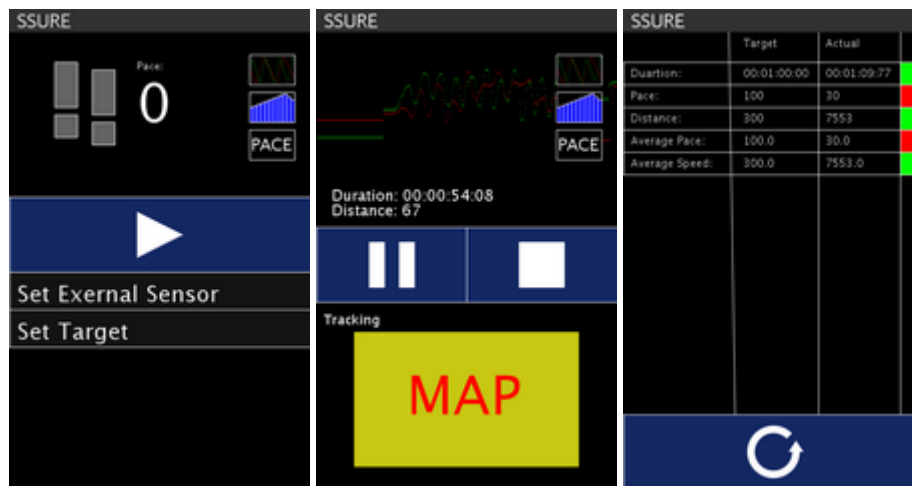 SSURE
Pace:
0
PACE
Set Exernal Sensor
Set Target
SSURE
PACE
Duration: 00:00:54:08
Distance: 67
Tracking
MAP
SSURE
Target Actual
Duartion: 00:01:00:00 00:01:09:77
Pace: 100 30
Distance: 300 7553
Average Pace: 100.0 30.0
Average Speed: 300.0 7553.0